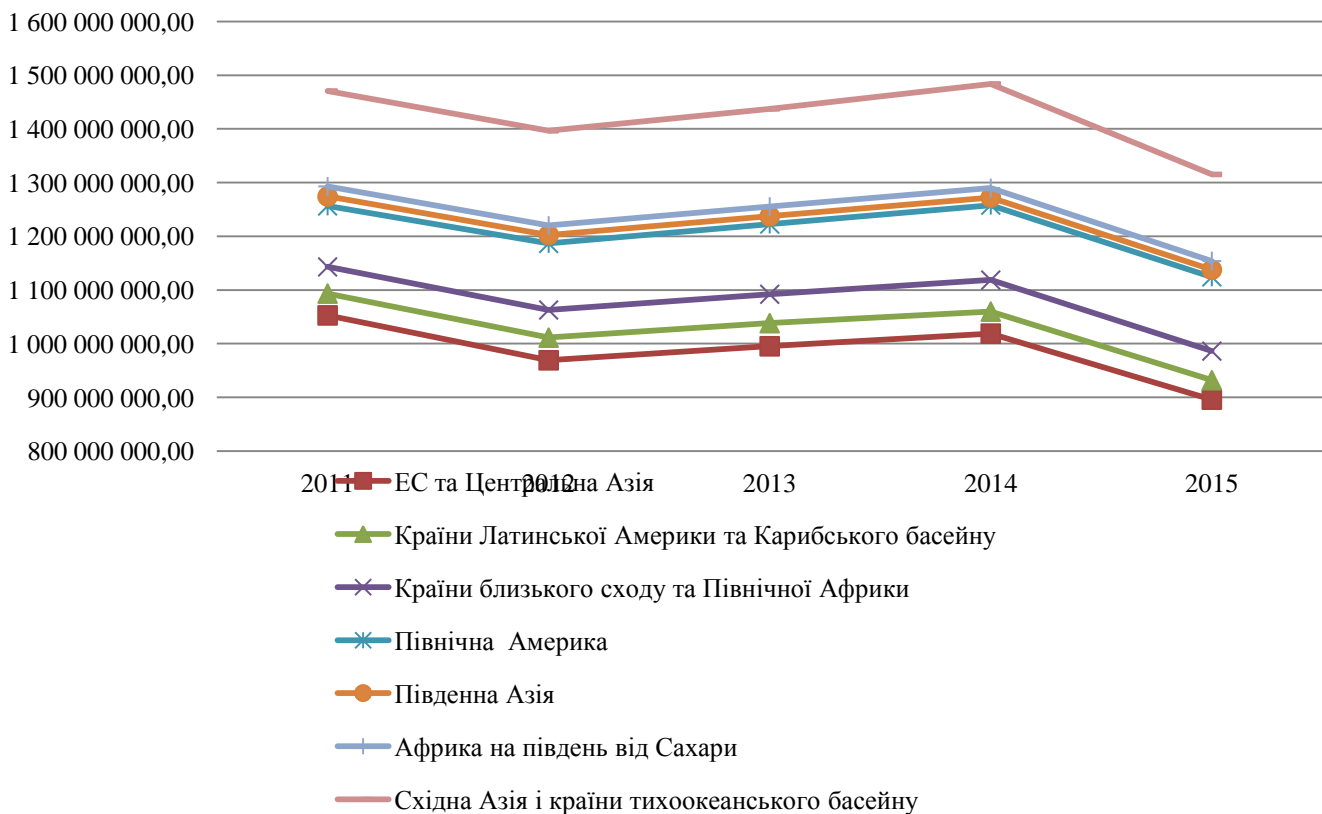 1 600 000 000,00
1 500 000 000,00
1 400 000 000,00
1 300 000 000,00
1 200 000 000,00
1 100 000 000,00
1 000 000 000,00
900 000 000,00
800 000 000,00
2011 2012 2013 2014 2015
ЕС та Центральна Азія
Країни Латинської Америки та Карибського басейну
Країни близького сходу та Північної Африки
Північна Америка
Південна Азія
Африка на південь від Сахари
Східна Азія і країни тихоокеанського басейну